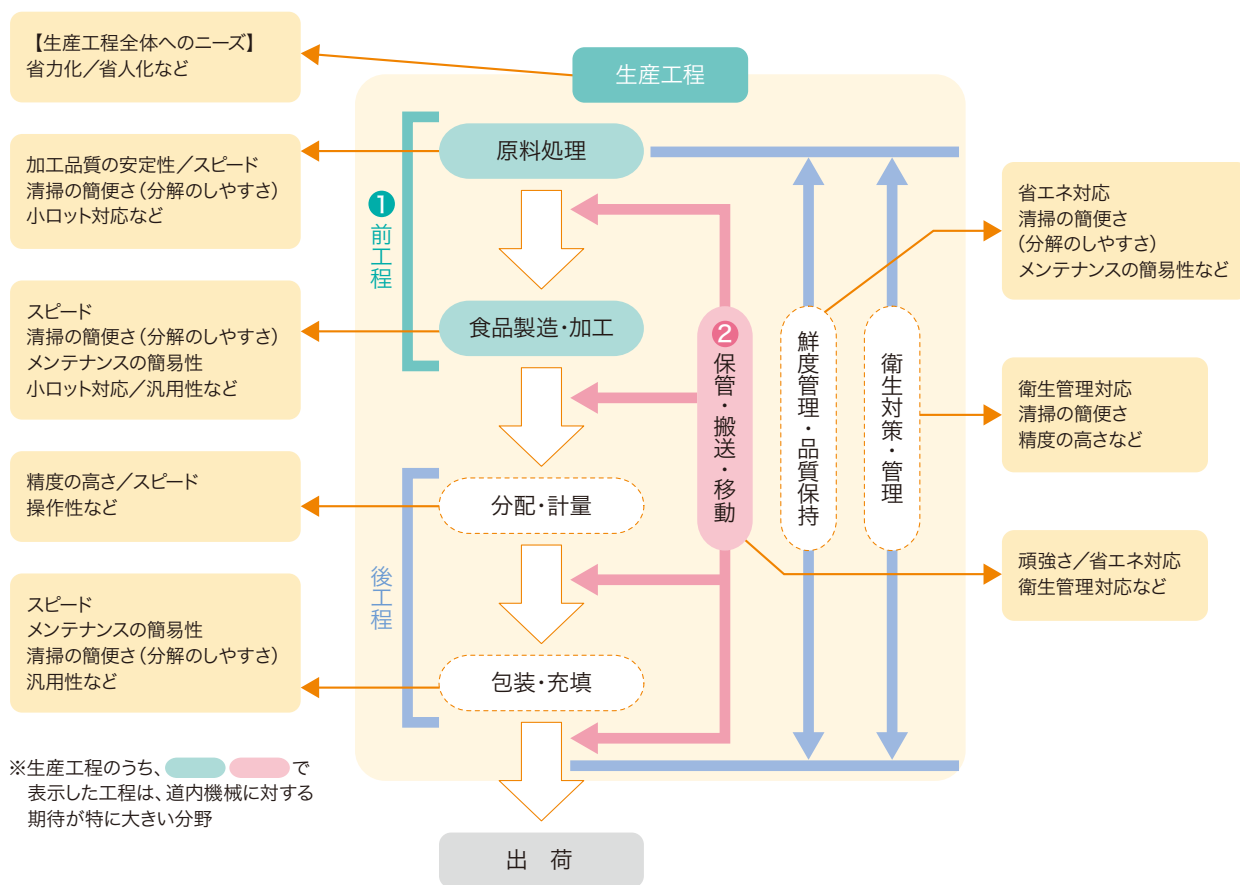 【生産工程全体へのニーズ】
省力化／省人化など
生産工程
加工品質の安定性／スピード
清掃の簡便さ（分解のしやすさ）
小ロット対応など
スピード
清掃の簡便さ（分解のしやすさ）
メンテナンスの簡易性
小ロット対応／汎用性など
精度の高さ／スピード
操作性など
スピード
メンテナンスの簡易性
清掃の簡便さ（分解のしやすさ）
汎用性など
❶前工程
後工程
原料処理
食品製造・加工
分配・計量
包装・充填
出　荷
❷保管・搬送・移動
鮮度管理・品質保持
衛生対策・管理
省エネ対応
清掃の簡便さ
（分解のしやすさ）
メンテナンスの簡易性など
衛生管理対応
清掃の簡便さ
精度の高さなど
頑強さ／省エネ対応
衛生管理対応など
※生産工程のうち、で
表示した工程は、道内機械に対する
期待が特に大きい分野